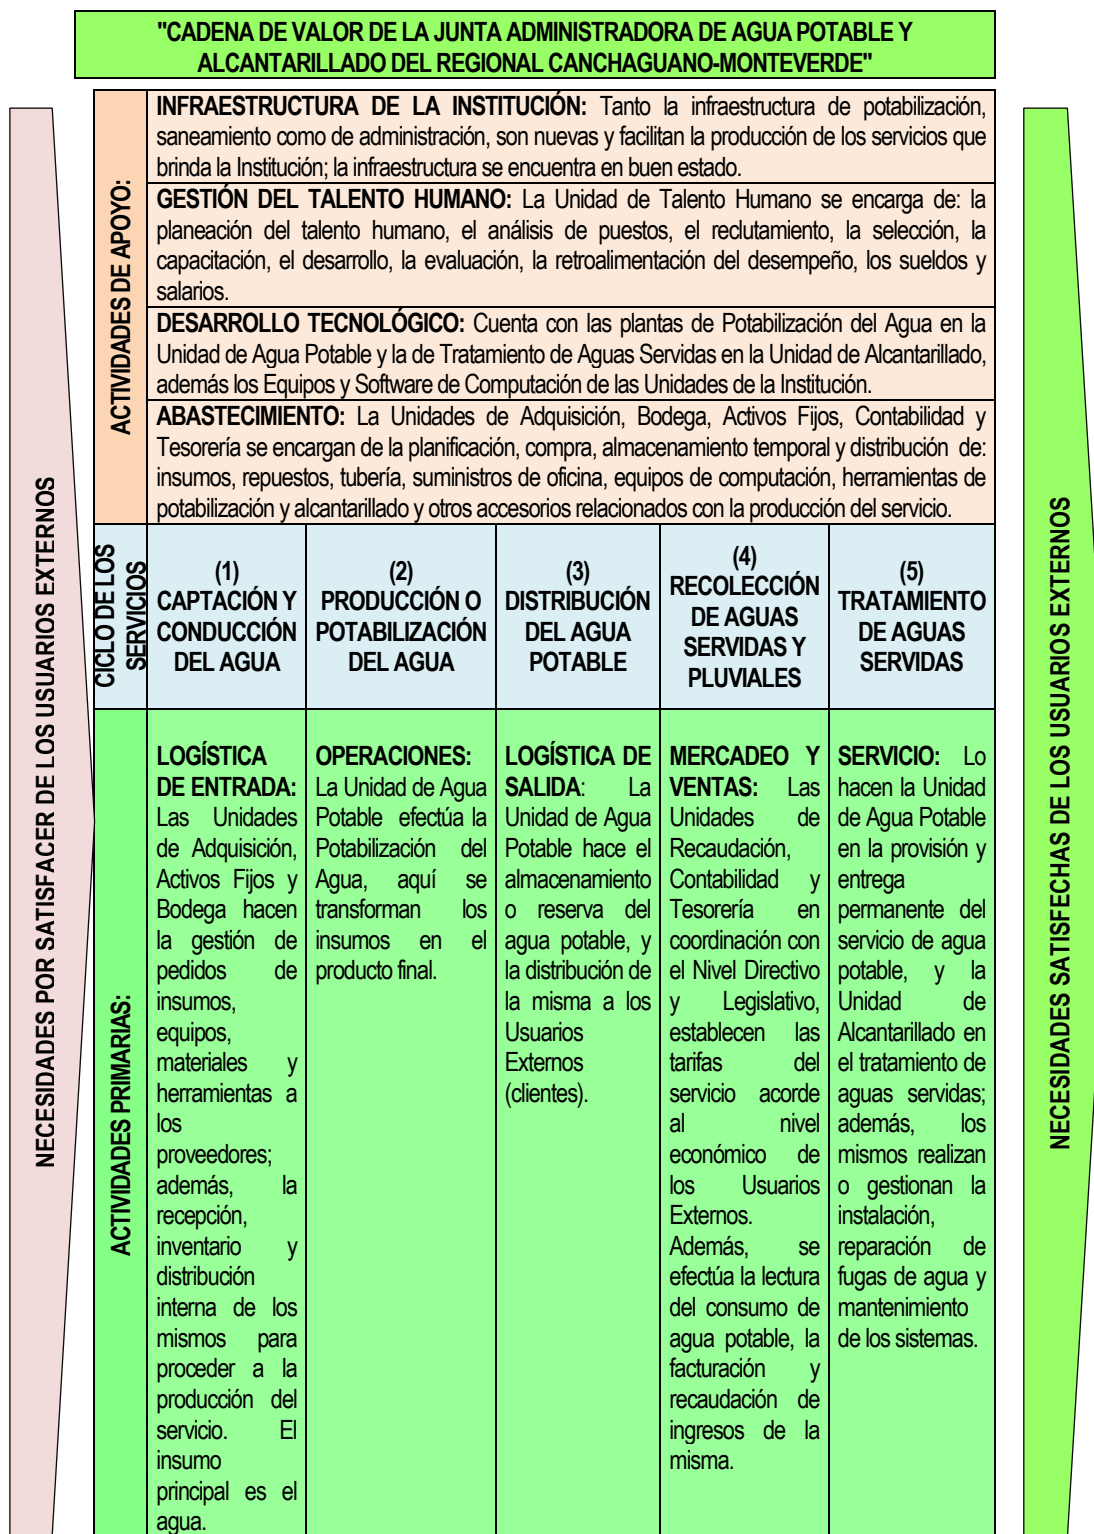 "CADENA DE VALOR DE LA JUNTA ADMINISTRADORA DE AGUA POTABLE Y
ALCANTARILLADO DEL REGIONAL CANCHAGUANO-MONTEVERDE"
NECESIDADES POR SATISFACER DE LOS USUARIOS EXTERNOS
ACTIVIDADES DE APOYO:
INFRAESTRUCTURA DE LA INSTITUCIÓN: Tanto la infraestructura de potabilización,
saneamiento como de administración, son nuevas y facilitan la producción de los servicios que
brinda la Institución; la infraestructura se encuentra en buen estado.
GESTIÓN DEL TALENTO HUMANO: La Unidad de Talento Humano se encarga de: la
planeación del talento humano, el análisis de puestos, el reclutamiento, la selección, la
capacitación, el desarrollo, la evaluación, la retroalimentación del desempeño, los sueldos y
salarios.
DESARROLLO TECNOLÓGICO: Cuenta con las plantas de Potabilización del Agua en la
Unidad de Agua Potable y la de Tratamiento de Aguas Servidas en la Unidad de Alcantarillado,
además los Equipos y Software de Computación de las Unidades de la Institución.
ABASTECIMIENTO: La Unidades de Adquisición, Bodega, Activos Fijos, Contabilidad y
Tesorería se encargan de la planificación, compra, almacenamiento temporal y distribución de:
insumos, repuestos, tubería, suministros de oficina, equipos de computación, herramientas de
potabilización y alcantarillado y otros accesorios relacionados con la producción del servicio.
CICLO DE LOS
SERVICIOS
(1)
CAPTACIÓN Y
CONDUCCIÓN
DEL AGUA
(2)
PRODUCCIÓN O
POTABILIZACIÓN
DEL AGUA
(3)
DISTRIBUCIÓN
DEL AGUA
POTABLE
(4)
RECOLECCIÓN
DE AGUAS
SERVIDAS Y
PLUVIALES
(5)
TRATAMIENTO
DE AGUAS
SERVIDAS
ACTIVIDADES PRIMARIAS:
LOGÍSTICA
DE ENTRADA:
Las Unidades
de Adquisición,
Activos Fijos y
Bodega hacen
la gestión de
pedidos de
insumos,
equipos,
materiales y
herramientas a
los
proveedores;
además, la
recepción,
inventario y
distribución
interna de los
mismos para
proceder a la
producción del
servicio. El
insumo
principal es el
agua.
OPERACIONES:
La Unidad de Agua
Potable efectúa la
Potabilización del
Agua, aquí se
transforman los
insumos en el
producto final.
LOGÍSTICA DE
SALIDA: La
Unidad de Agua
Potable hace el
almacenamiento
o reserva del
agua potable, y
la distribución de
la misma a los
Usuarios
Externos
(clientes).
MERCADEO Y
VENTAS: Las
Unidades de
Recaudación,
Contabilidad y
Tesorería en
coordinación con
el Nivel Directivo
y Legislativo,
establecen las
tarifas del
servicio acorde
al nivel
económico de
los Usuarios
Externos.
Además, se
efectúa la lectura
del consumo de
agua potable, la
facturación y
recaudación de
ingresos de la
misma.
SERVICIO: Lo
hacen la Unidad
de Agua Potable
en la provisión y
entrega
permanente del
servicio de agua
potable, y la
Unidad de
Alcantarillado en
el tratamiento de
aguas servidas;
además, los
mismos realizan
o gestionan la
instalación,
reparación de
fugas de agua y
mantenimiento
de los sistemas.
NECESIDADES SATISFECHAS DE LOS USUARIOS EXTERNOS